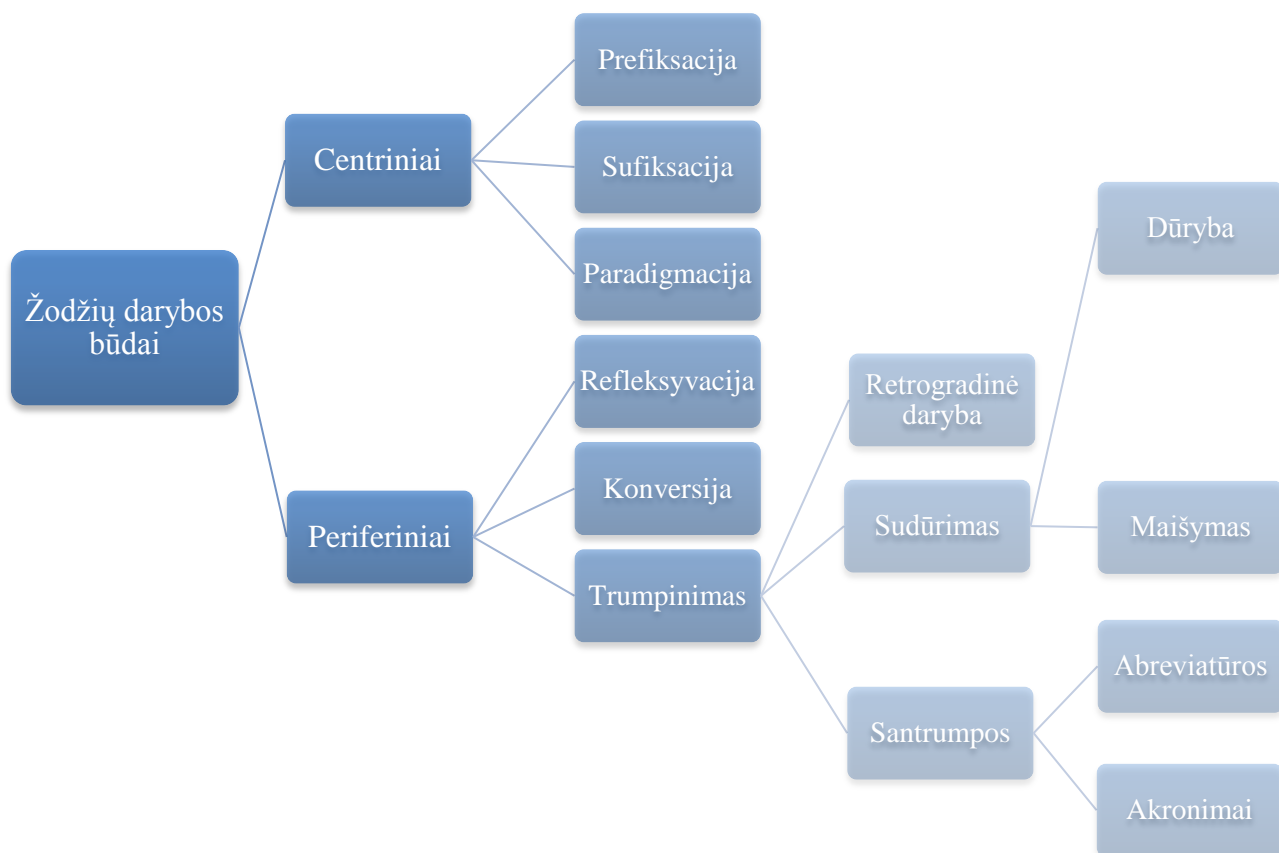 Žodžių darybos
būdai
Centriniai
Prefiksacija
Sufiksacija
Paradigmacija
Periferiniai
Refleksyvacija
Konversija
Trumpinimas
Retrogradinė
daryba
Sudūrimas
Dūryba
Maišymas
Santrumpos
Abreviatūros
Akronimai